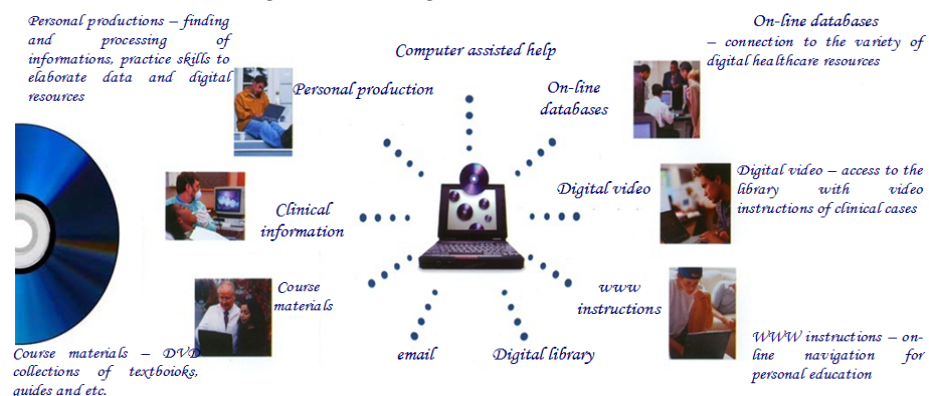 Personal productions – finding
and processing of
informations, practice skills to
elaborate data and digital
resources
On-line databases
– connection to the variety of
digital healthcare resources
Computer assisted help
Personal production
On-line
databases
Clinical
information
Digital video
Digital video – access to the
library with video
instructions of clinical cases
Course
materials
www
instructions
email
Digital library
Course materials – DVD
collections of textboioks,
guides and etc.
WWW instructions – on-
line navigation for
personal education